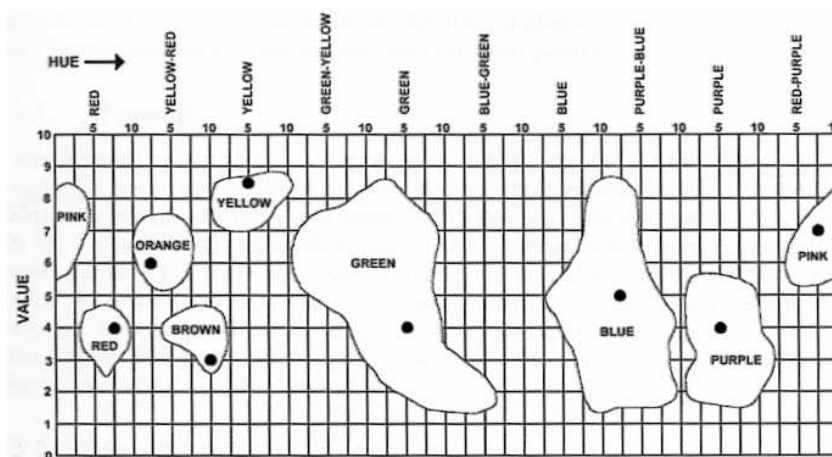 HUE
RED
YELLOW-RED
YELLOW
GREEN-YELLOW
GREEN
BLUE-GREEN
BLUE
PURPLE-BLUE
PURPLE
RED-PURPLE
5 10 5 10 5 10 5 10 5 10 5 10 5 10 5 10 5 10 5
10
9
8
7
6
5
4
3
2
1
0
VALUE
PINK
ORANGE
YELLOW
GREEN
RED
BROWN
BLUE
PURPLE
PINK